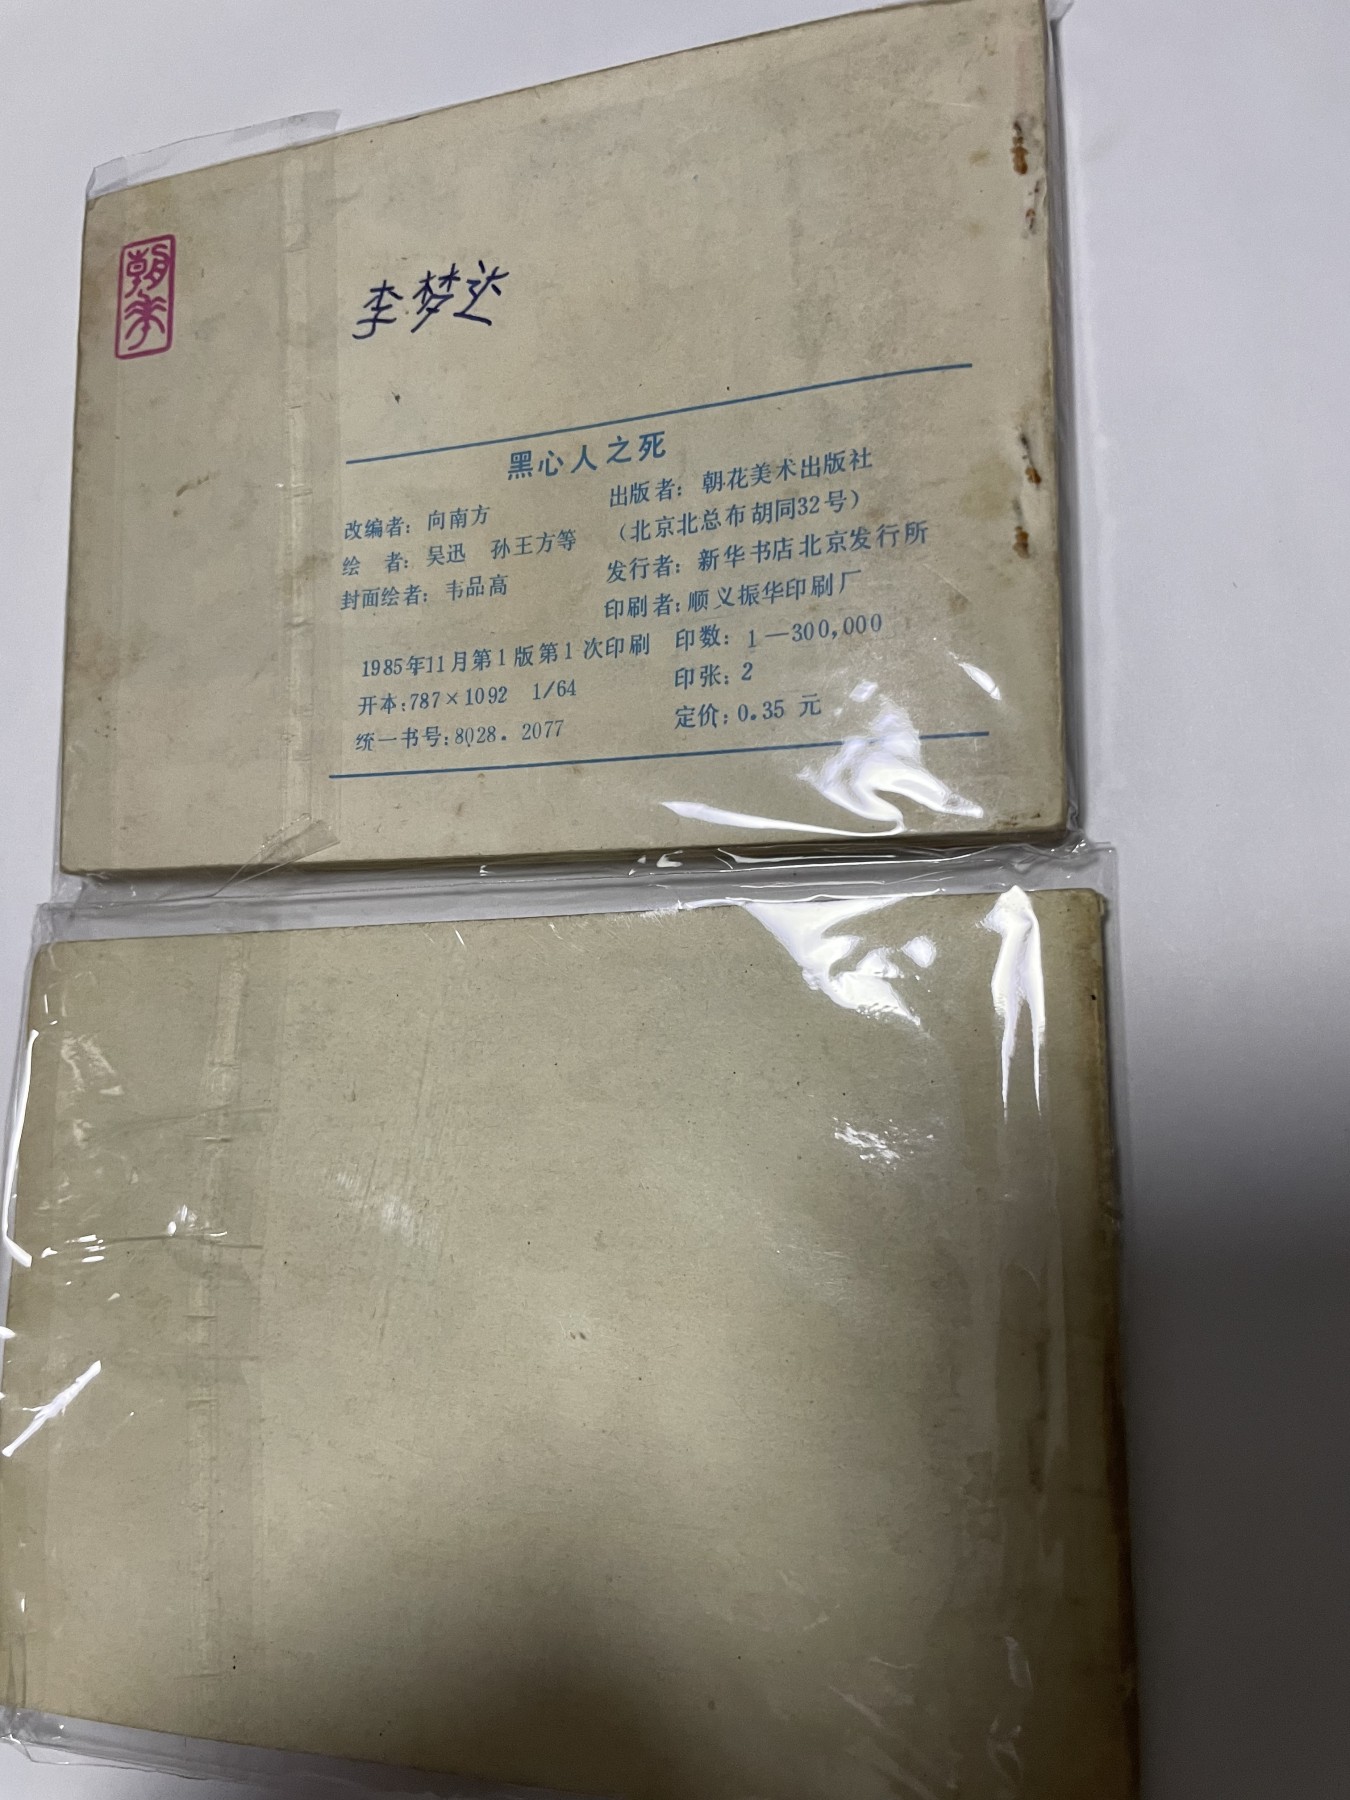 朝花
李梦达
黑心人之死
改编者：向南方
绘　者：吴迅　孙王方等
封面绘者：韦品高
出版者：朝花美术出版社
（北京北总布胡同32号）
发行者：新华书店北京发行所
印刷者：顺义振华印刷厂
1985年11月第1版第1次印刷
印数：1—300,000
开本：787×1092　1/64
印张：2
统一书号：8028．2077
定价：0.35 元